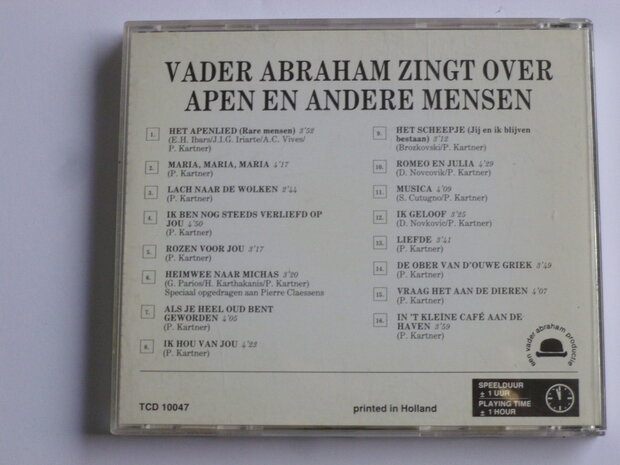 VADER ABRAHAM ZINGT OVER
APEN EN ANDERE MENSEN
1. HET APENLIED (Rare mensen) 3'52
(E.H. Ibars/J.I.G. Iriarte/A.C. Vives/
P. Kartner)
2. MARIA, MARIA, MARIA 4'17
(P. Kartner)
3. LACH NAAR DE WOLKEN 2'44
(P. Kartner)
4. IK BEN NOG STEEDS VERLIEFD OP
JOU 4'50
(P. Kartner)
5. ROZEN VOOR JOU 3'17
(P. Kartner)
6. HEIMWEE NAAR MICHAS 3'20
(G. Parios/H. Karthakanis/P. Kartner)
Speciaal opgedragen aan Pierre Claessens
7. ALS JE HEEL OUD BENT
GEWORDEN 4'05
(P. Kartner)
8. IK HOU VAN JOU 4'23
(P. Kartner)
9. HET SCHEEPJE (Jij en ik blijven
bestaan) 3'12
(Brozkovski/P. Kartner)
10. ROMEO EN JULIA 4'29
(D. Noveovik/P. Kartner)
11. MUSICA 4'09
(S. Cutugno/P. Kartner)
12. IK GELOOF 3'25
(D. Novkovic/P. Kartner)
13. LIEFDE 3'41
(P. Kartner)
14. DE OBER VAN D'OUWE GRIEK 3'49
(P. Kartner)
15. VRAAG HET AAN DE DIEREN 4'07
(P. Kartner)
16. IN 'T KLEINE CAFÉ AAN DE
HAVEN 3'59
(P. Kartner)
een vader abraham productie
TCD 10047
printed in Holland
SPEELDUUR
± 1 UUR
PLAYING TIME
± 1 HOUR